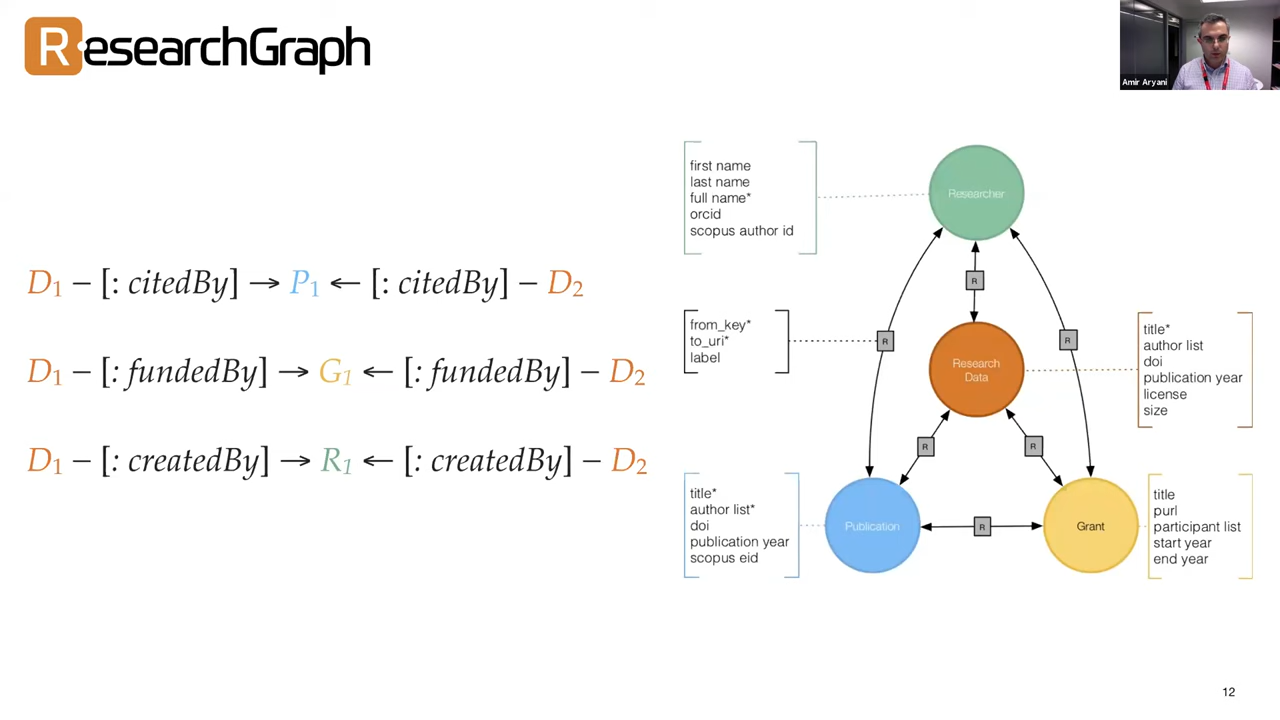 ResearchGraph
Amir Aryani
D1 − [: citedBy] → P1 ← [: citedBy] − D2
D1 − [: fundedBy] → G1 ← [: fundedBy] − D2
D1 − [: createdBy] → R1 ← [: createdBy] − D2
first name
last name
full name*
orcid
scopus author id
Researcher
R
from_key*
to_uri*
label
R
R
Research
Data
title*
author list
doi
publication year
license
size
R
R
title*
author list*
doi
publication year
scopus eid
Publication
R
Grant
title
purl
participant list
start year
end year
12